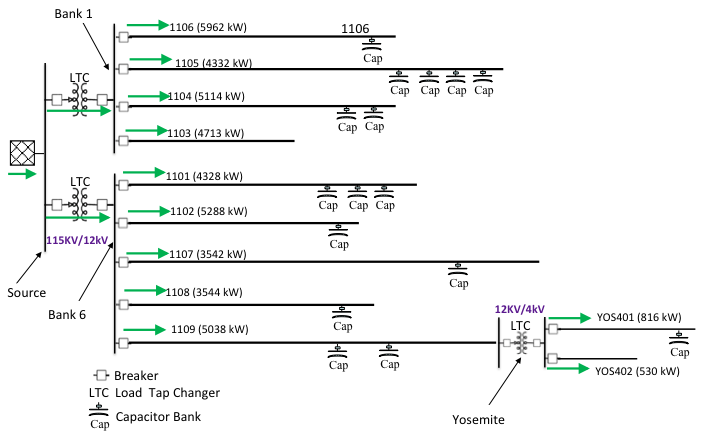 Bank 1
1106 (5962 kW)
1106
Cap
LTC
1105 (4332 kW)
Cap
Cap
Cap
Cap
1104 (5114 kW)
Cap
Cap
1103 (4713 kW)
LTC
1101 (4328 kW)
Cap
Cap
Cap
1102 (5288 kW)
Cap
115KV/12kV
1107 (3542 kW)
Cap
Source
1108 (3544 kW)
Cap
Bank 6
1109 (5038 kW)
Cap
Cap
12KV/4kV
LTC
YOS401 (816 kW)
Cap
YOS402 (530 kW)
Yosemite
Breaker
LTC Load Tap Changer
Cap Capacitor Bank